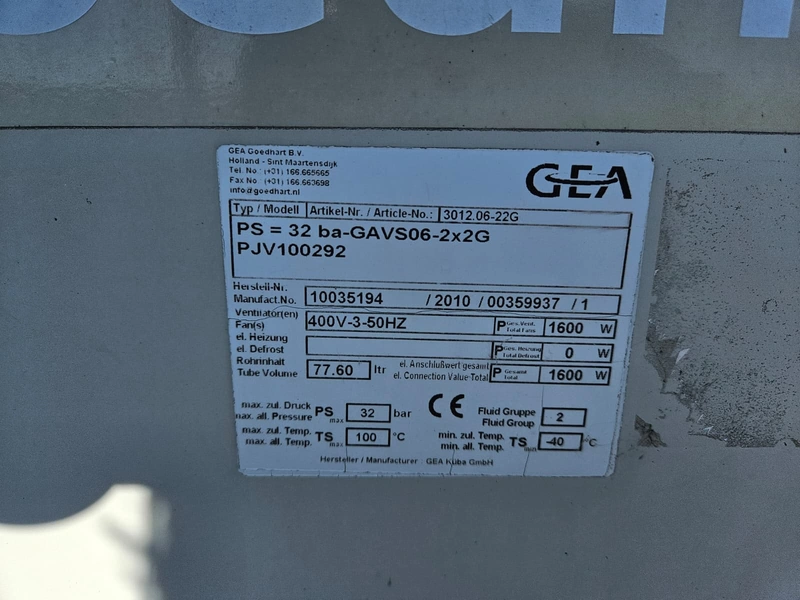 GEA Goedhart B.V.
Holland - Sint Maartensdijk
Tel. No.: (+31) 166.665665
Fax No.: (+31) 166.663698
info@goedhart.nl
GEA
Typ / Modell Artikel-Nr. / Article-No.: 3012.06-22G
PS = 32 ba-GAVS06-2x2G
PJV100292
Herstell-Nr.
Manufact.No. 10035194 / 2010 / 00359937 / 1
Ventilator(en)
Fan(s) 400V-3-50HZ P Ges.Vent. Total Fans 1600 W
el. Heizung
el. Defrost P Ges. Heizung Total Defrost 0 W
Rohrinhalt
Tube Volume 77.60 ltr el. Anschlußwert gesamt
el. Connection Value Total P Gesamt Total 1600 W
max. zul. Druck
max. all. Pressure PS max 32 bar CE Fluid Gruppe
Fluid Group 2
max. zul. Temp.
max. all. Temp. TS max 100 °C min. zul. Temp.
min. all. Temp. TS min -40 °C
Hersteller / Manufacturer GEA Küba GmbH